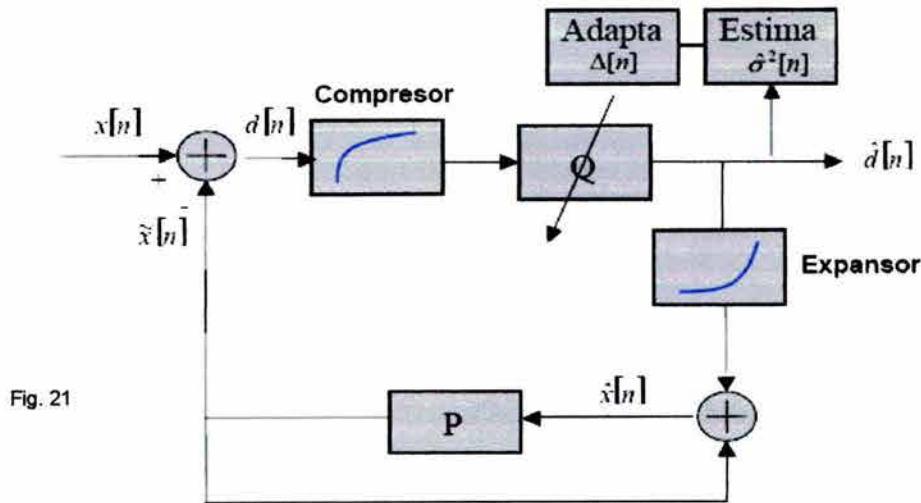 Adapta
Δ[n]
Estima
σ̂²[n]
Compresor
x[n]
d[n]
+
+
-
x̃[n]
Q
d̂[n]
Expansor
Fig. 21
P
x̂[n]
+